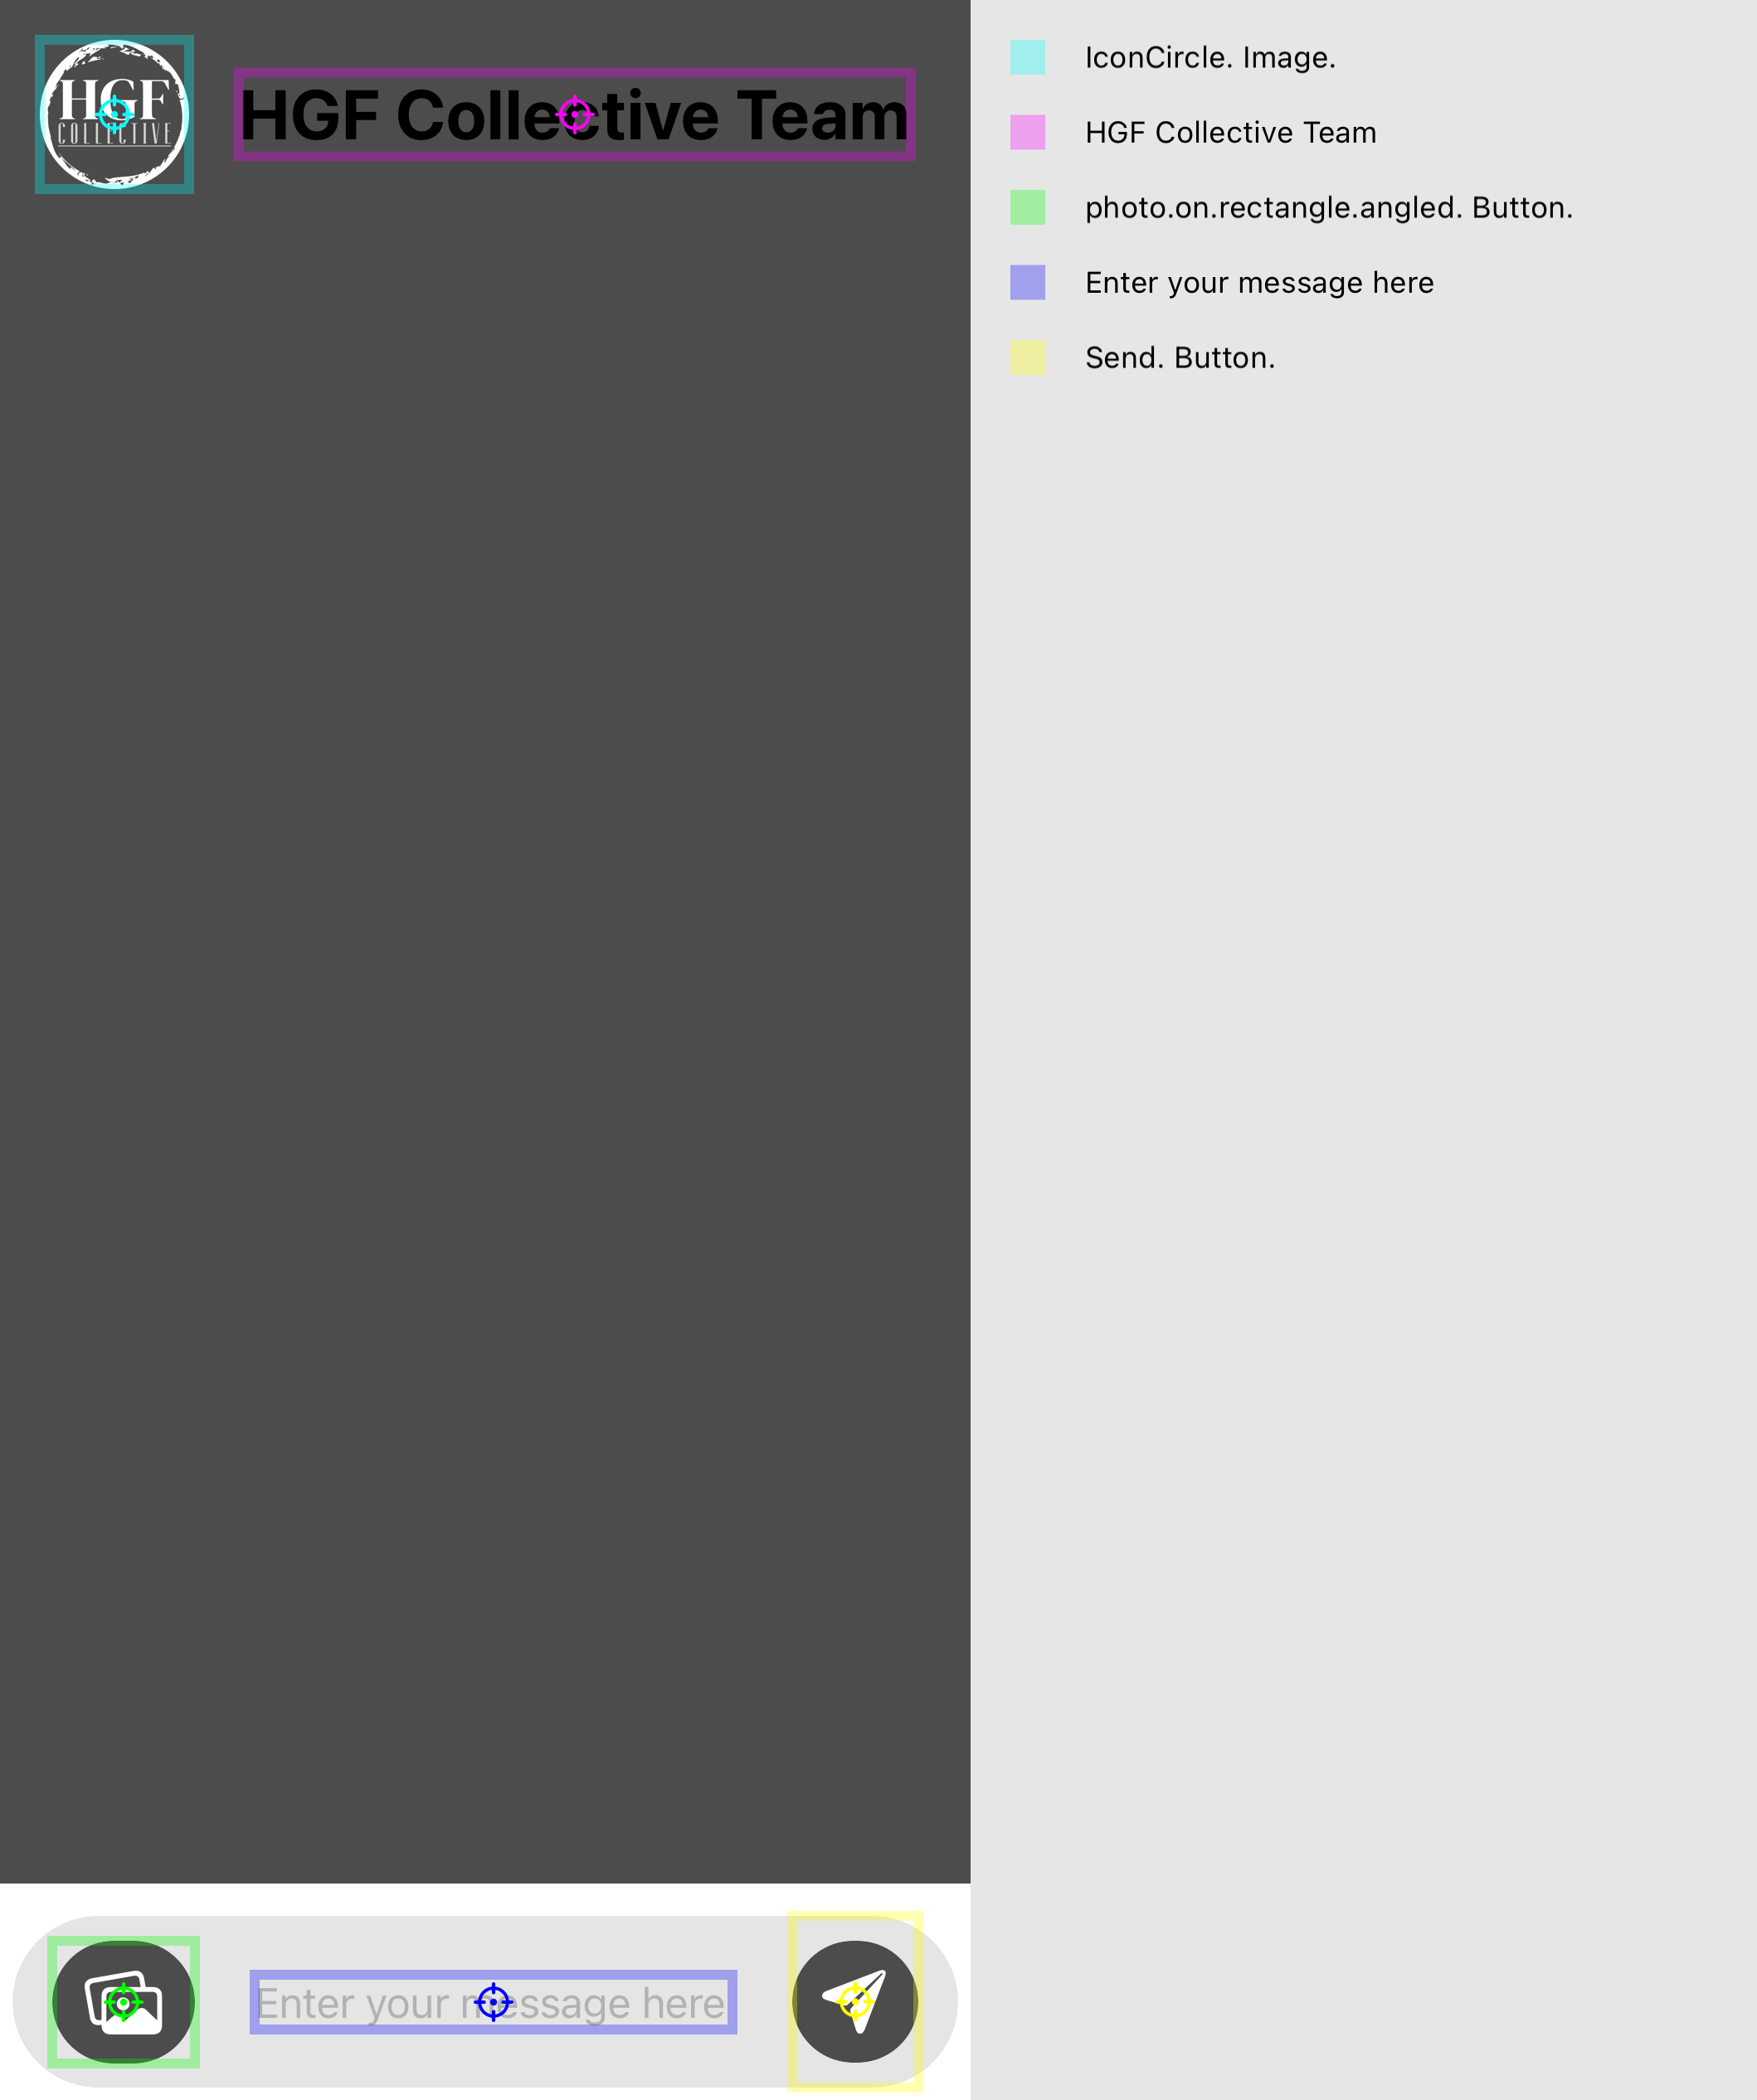 HGF
COLLECTIVE
HGF Collective Team
IconCircle. Image.
HGF Collective Team
photo.on.rectangle.angled. Button.
Enter your message here
Send. Button.
Enter your message here